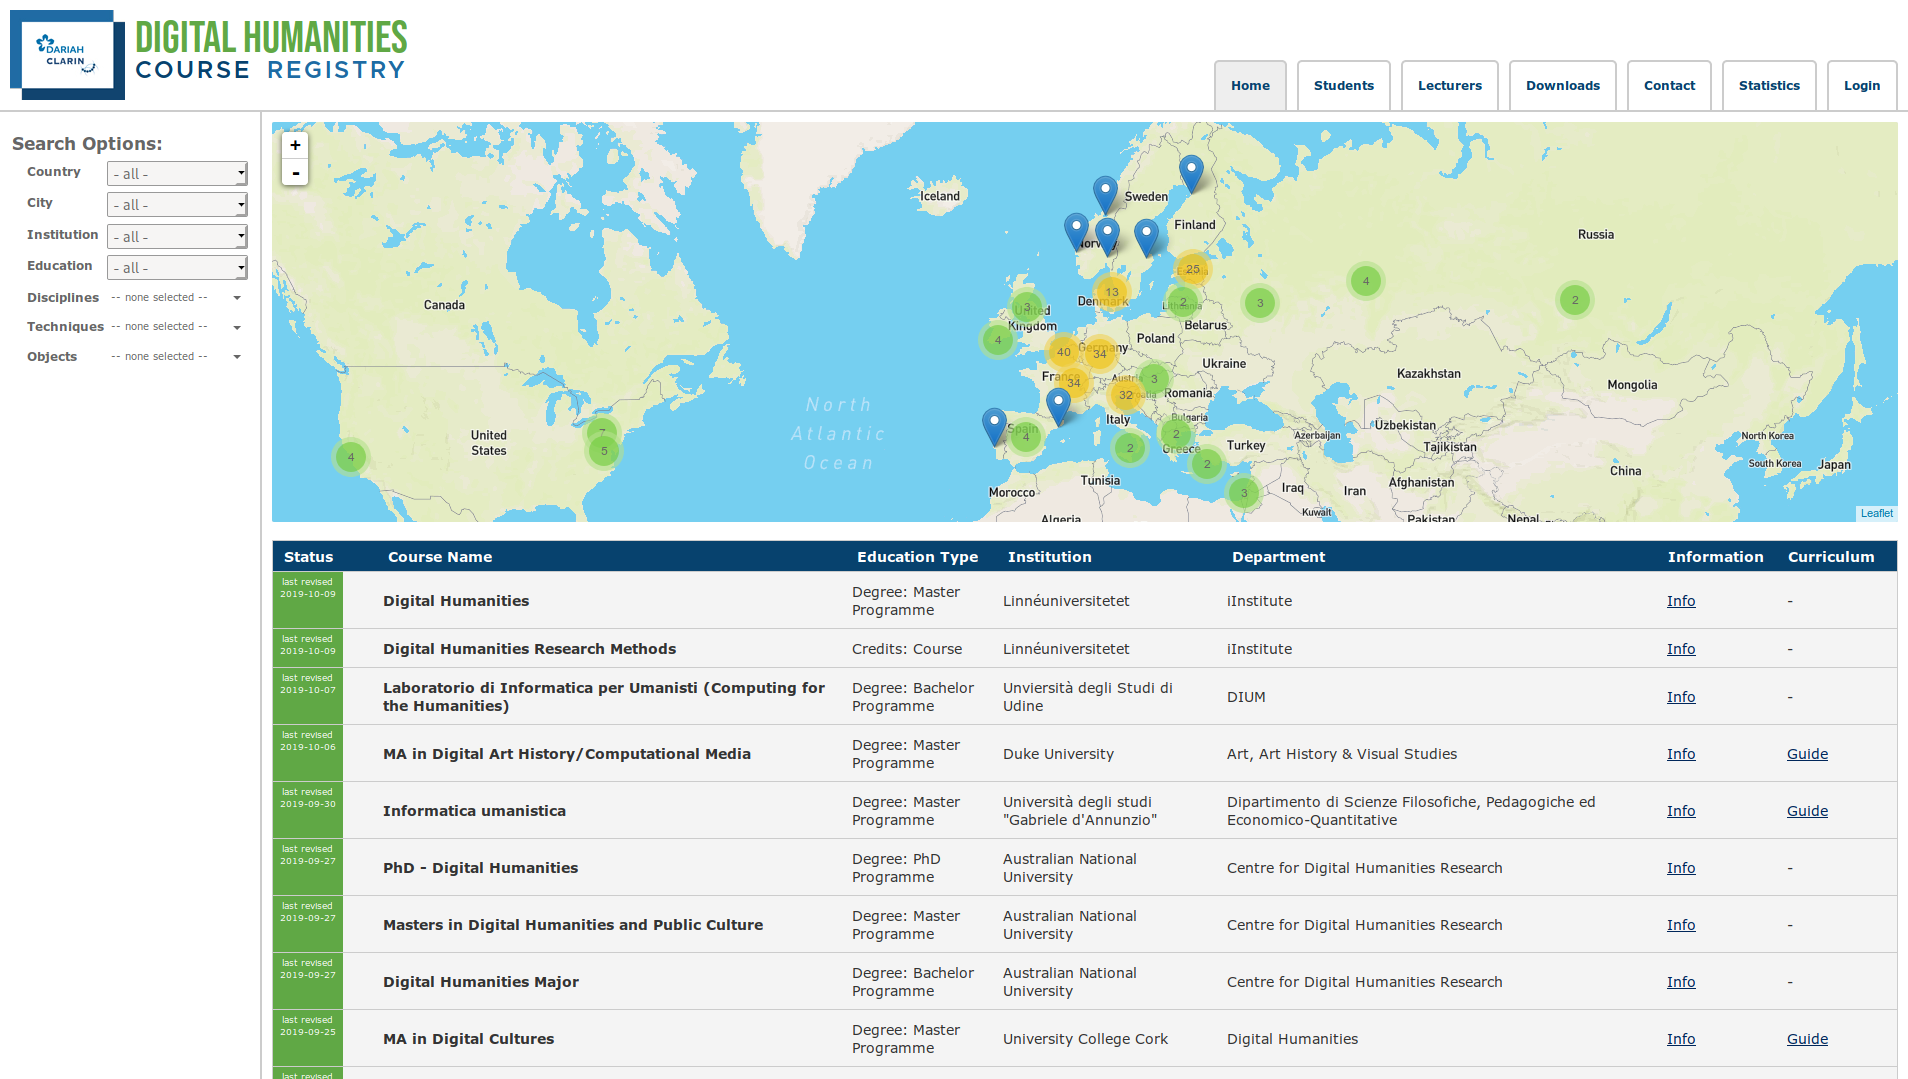 DARIAH
CLARIN
DIGITAL HUMANITIES
COURSE REGISTRY
Home
Students
Lecturers
Downloads
Contact
Statistics
Login
Search Options:
Country - all -
City - all -
Institution - all -
Education - all -
Disciplines -- none selected --
Techniques -- none selected --
Objects -- none selected --
+
-
Iceland
Sweden
Finland
Norway
Russia
Canada
United
Kingdom
Denmark
Estonia
Lithuania
Belarus
Poland
Germany
Ukraine
France
Austria
Croatia
Romania
Kazakhstan
Mongolia
North
Atlantic
Ocean
United
States
Spain
Italy
Bulgaria
Greece
Turkey
Azerbaijan
Uzbekistan
Tajikistan
North Korea
South Korea
Japan
China
Morocco
Tunisia
Iraq
Iran
Afghanistan
Kuwait
Algeria
Pakistan
Nepal
25
13
2
3
4
2
3
4
40
34
34
3
32
4
2
2
2
3
4
7
5
Leaflet
Status Course Name Education Type Institution Department Information Curriculum
last revised
2019-10-09
Digital Humanities
Degree: Master
Programme
Linnéuniversitetet
iInstitute
Info
-
last revised
2019-10-09
Digital Humanities Research Methods
Credits: Course
Linnéuniversitetet
iInstitute
Info
-
last revised
2019-10-07
Laboratorio di Informatica per Umanisti (Computing for
the Humanities)
Degree: Bachelor
Programme
Unviersità degli Studi di
Udine
DIUM
Info
-
last revised
2019-10-06
MA in Digital Art History/Computational Media
Degree: Master
Programme
Duke University
Art, Art History & Visual Studies
Info
Guide
last revised
2019-09-30
Informatica umanistica
Degree: Master
Programme
Università degli studi
"Gabriele d'Annunzio"
Dipartimento di Scienze Filosofiche, Pedagogiche ed
Economico-Quantitative
Info
Guide
last revised
2019-09-27
PhD - Digital Humanities
Degree: PhD
Programme
Australian National
University
Centre for Digital Humanities Research
Info
-
last revised
2019-09-27
Masters in Digital Humanities and Public Culture
Degree: Master
Programme
Australian National
University
Centre for Digital Humanities Research
Info
-
last revised
2019-09-27
Digital Humanities Major
Degree: Bachelor
Programme
Australian National
University
Centre for Digital Humanities Research
Info
-
last revised
2019-09-25
MA in Digital Cultures
Degree: Master
Programme
University College Cork
Digital Humanities
Info
Guide
last revised